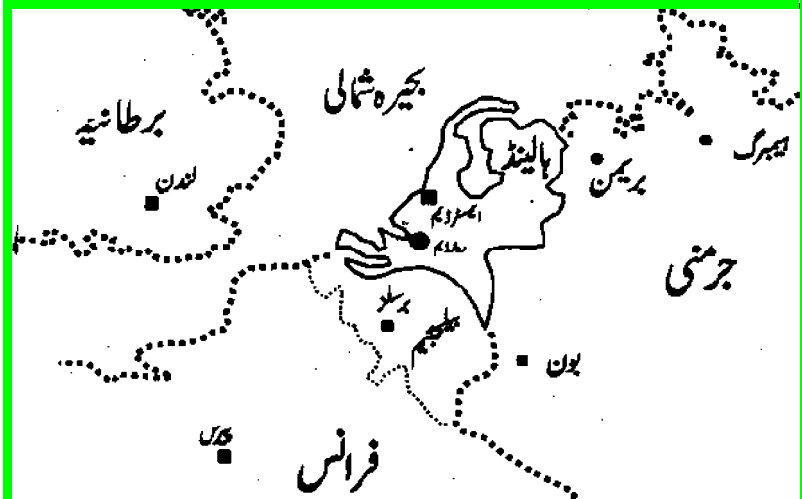 بحیرہ شمالی
برطانیہ
ہالینڈ
ہیمبرگ
بریمن
لندن
ایمسٹرڈیم
جرمنی
برسلز
بیلجیم
بون
پیرس
فرانس